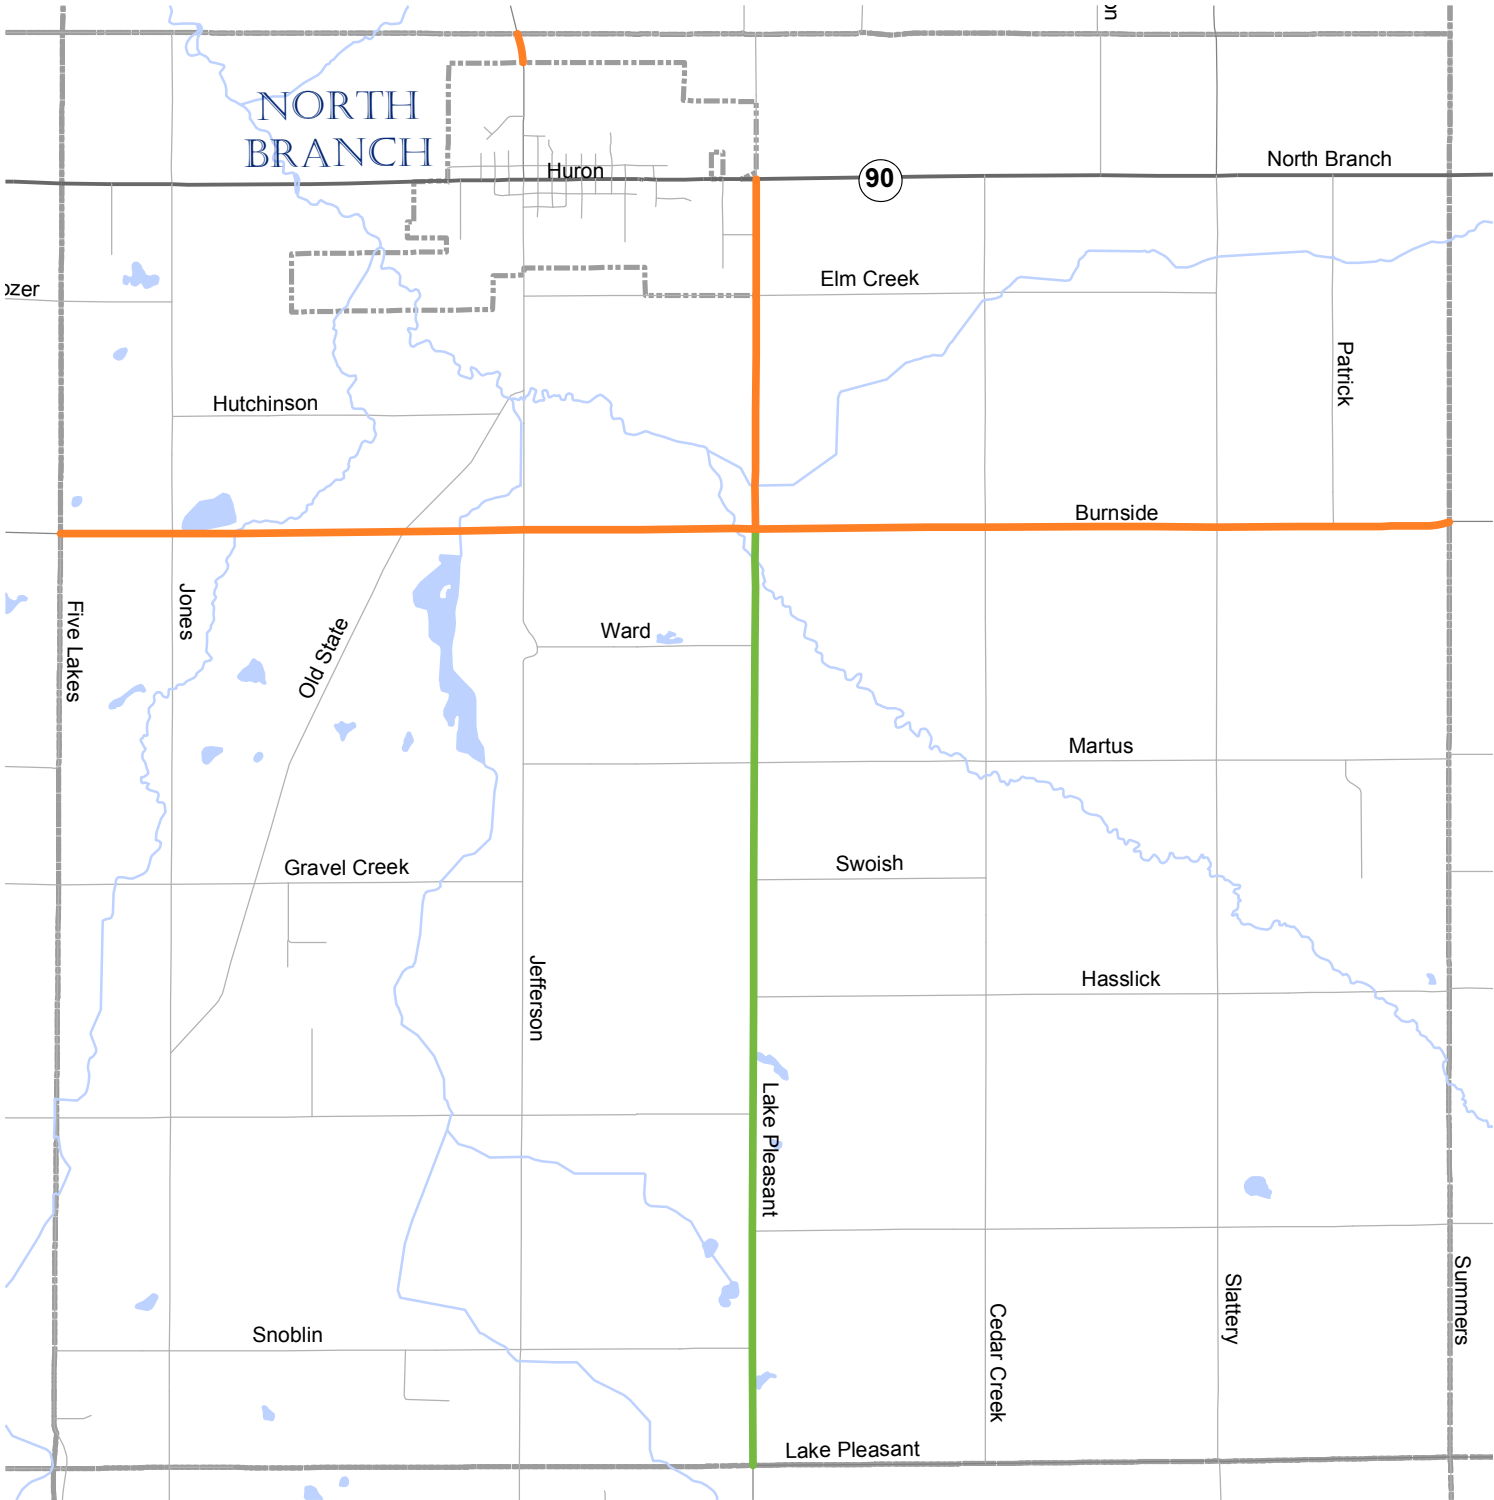 NORTH
BRANCH
Huron
90
North Branch
Elm Creek
Patrick
Hutchinson
Burnside
Five Lakes
Jones
Old State
Ward
Martus
Gravel Creek
Swoish
Jefferson
Hasslick
Lake Pleasant
Snoblin
Cedar Creek
Slattery
Summers
Lake Pleasant